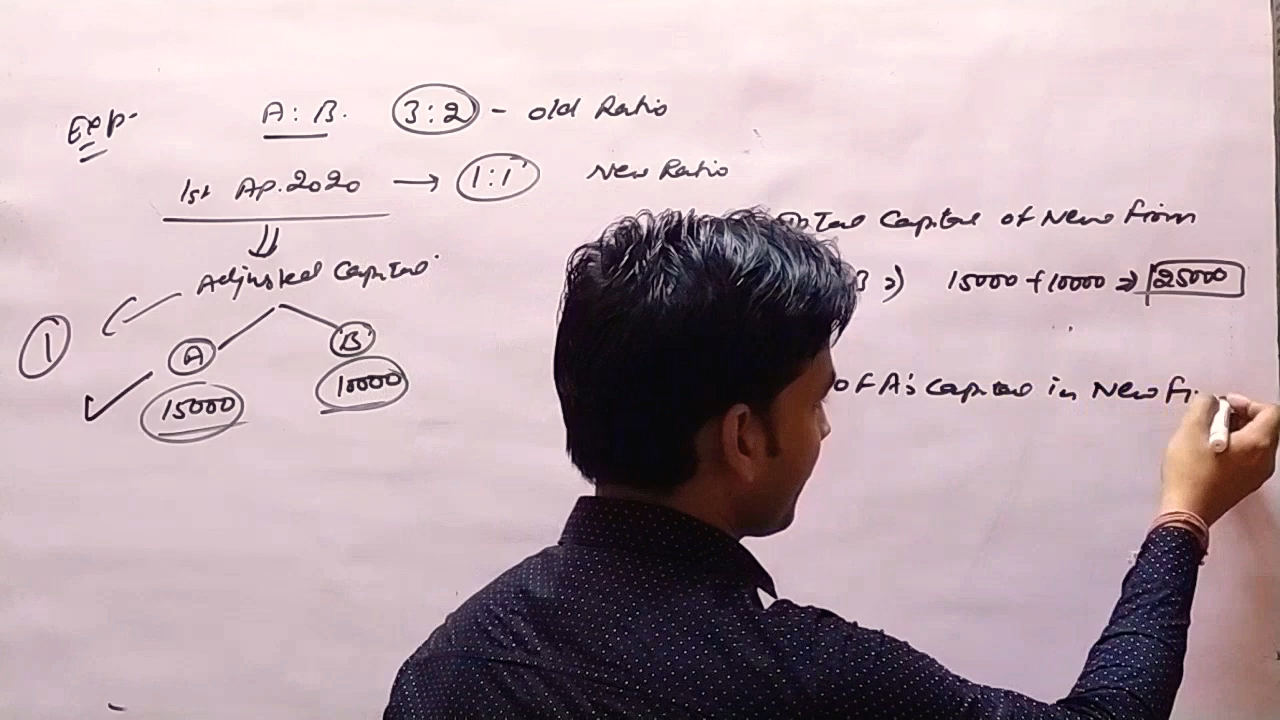 Exp.
A : B. 3:2 - old Ratio
1st Ap. 2020 → 1:1 New Ratio
Total Capital of New firm
Adjusted Capital
B ⇒) 15000 + 10000 ⇒ 25000
1
A B
15000 10000
of A's Capital in New Fi